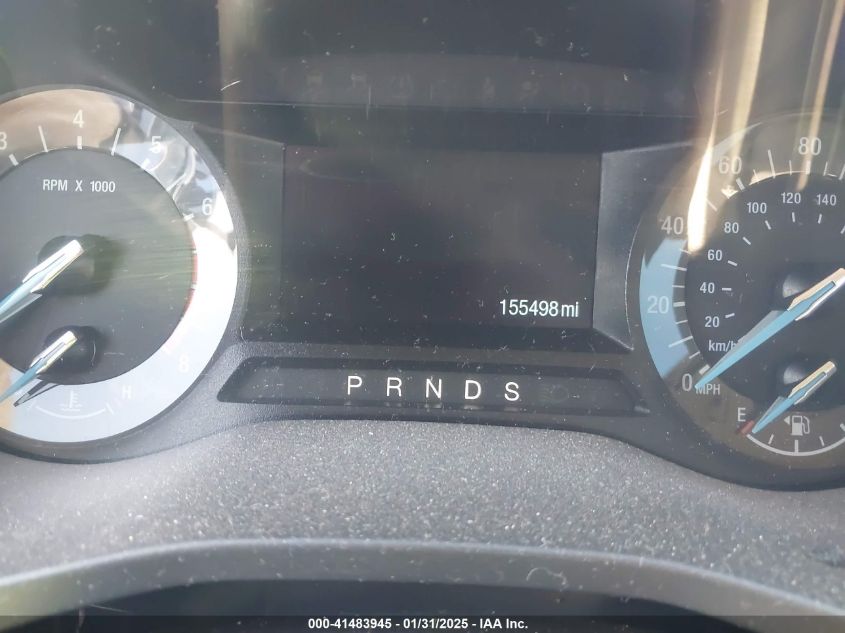 3 4 5 6 8
RPM X 1000
H
155498 mi
P R N D S
0 20 40 60 80
MPH
20 40 60 80 100 120 140
km/h
E
000-41483945 - 01/31/2025 - IAA Inc.